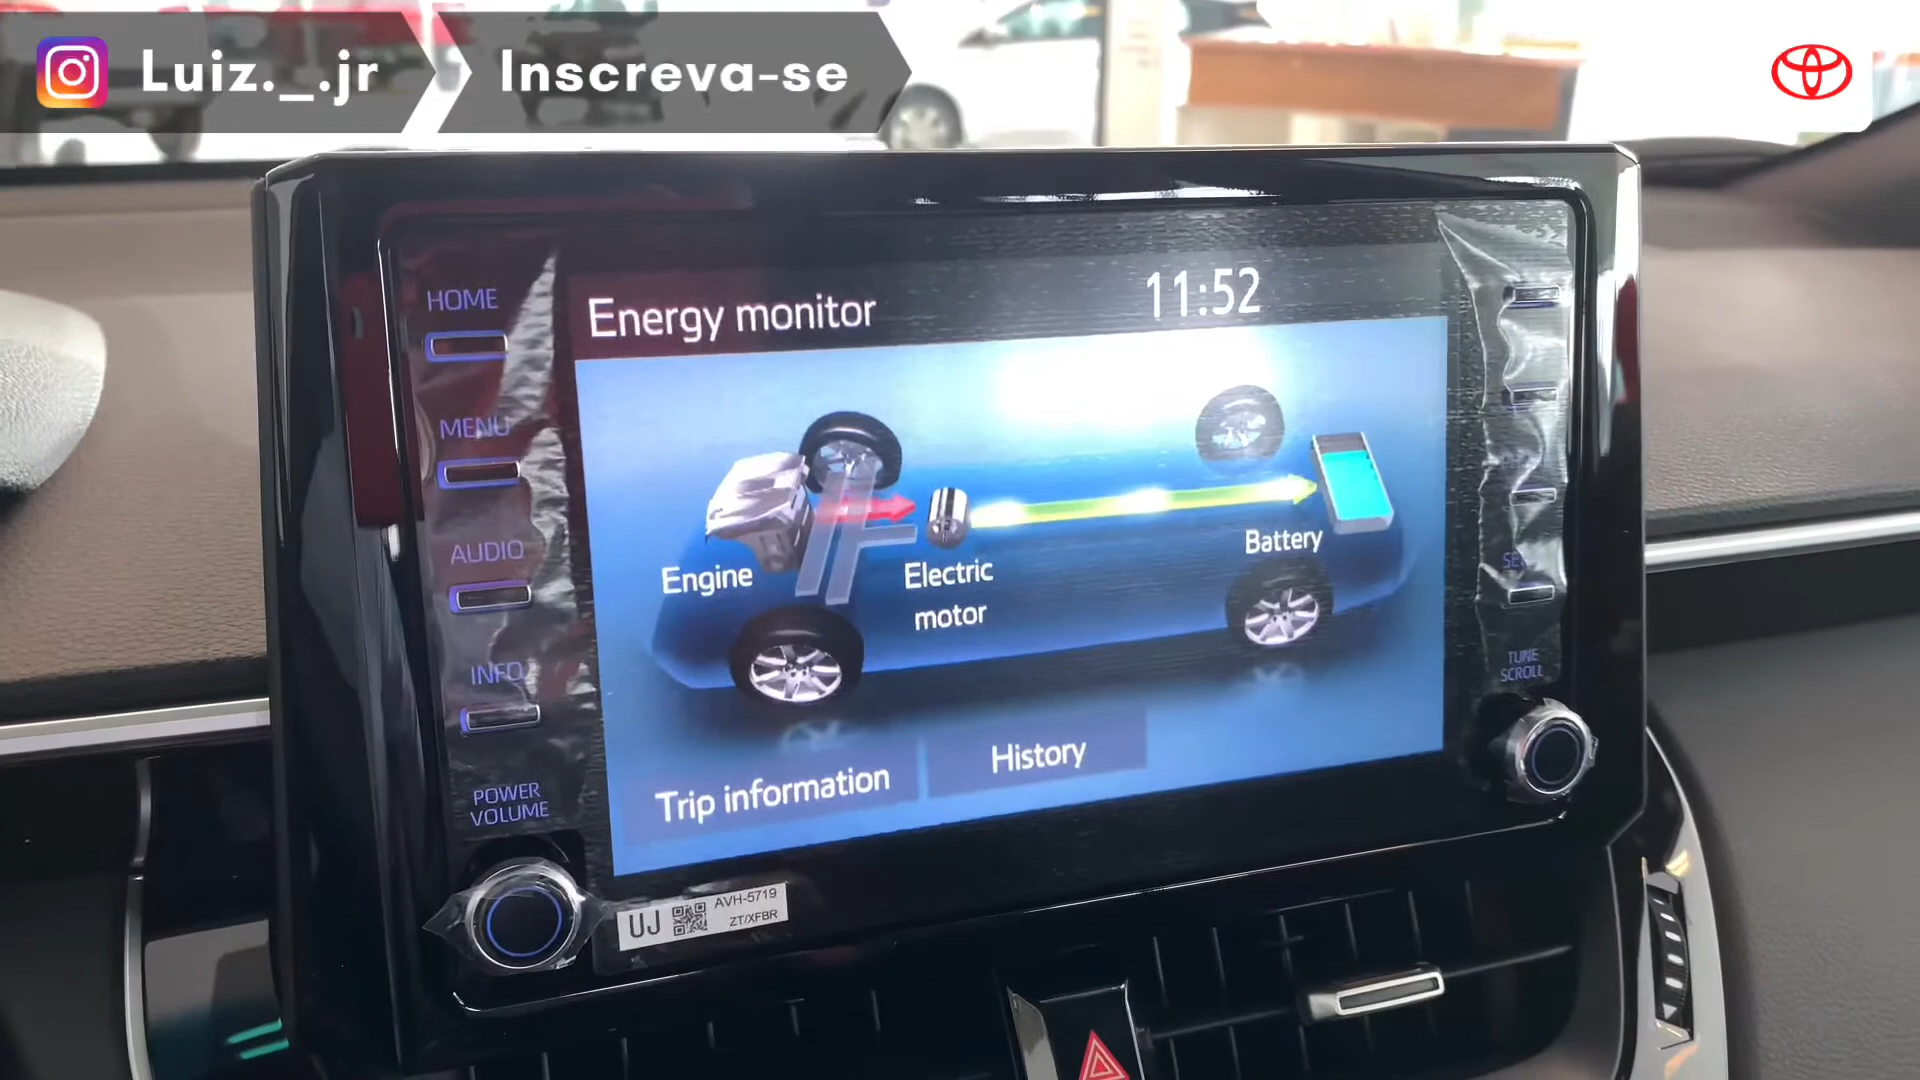 Luiz._.jr
Inscreva-se
HOME
MENU
AUDIO
INFO
POWER
VOLUME
Energy monitor
11:52
Engine
Electric
motor
Battery
Trip information
History
TUNE
SCROLL
UJ
AVH-5719
ZT/XFBR